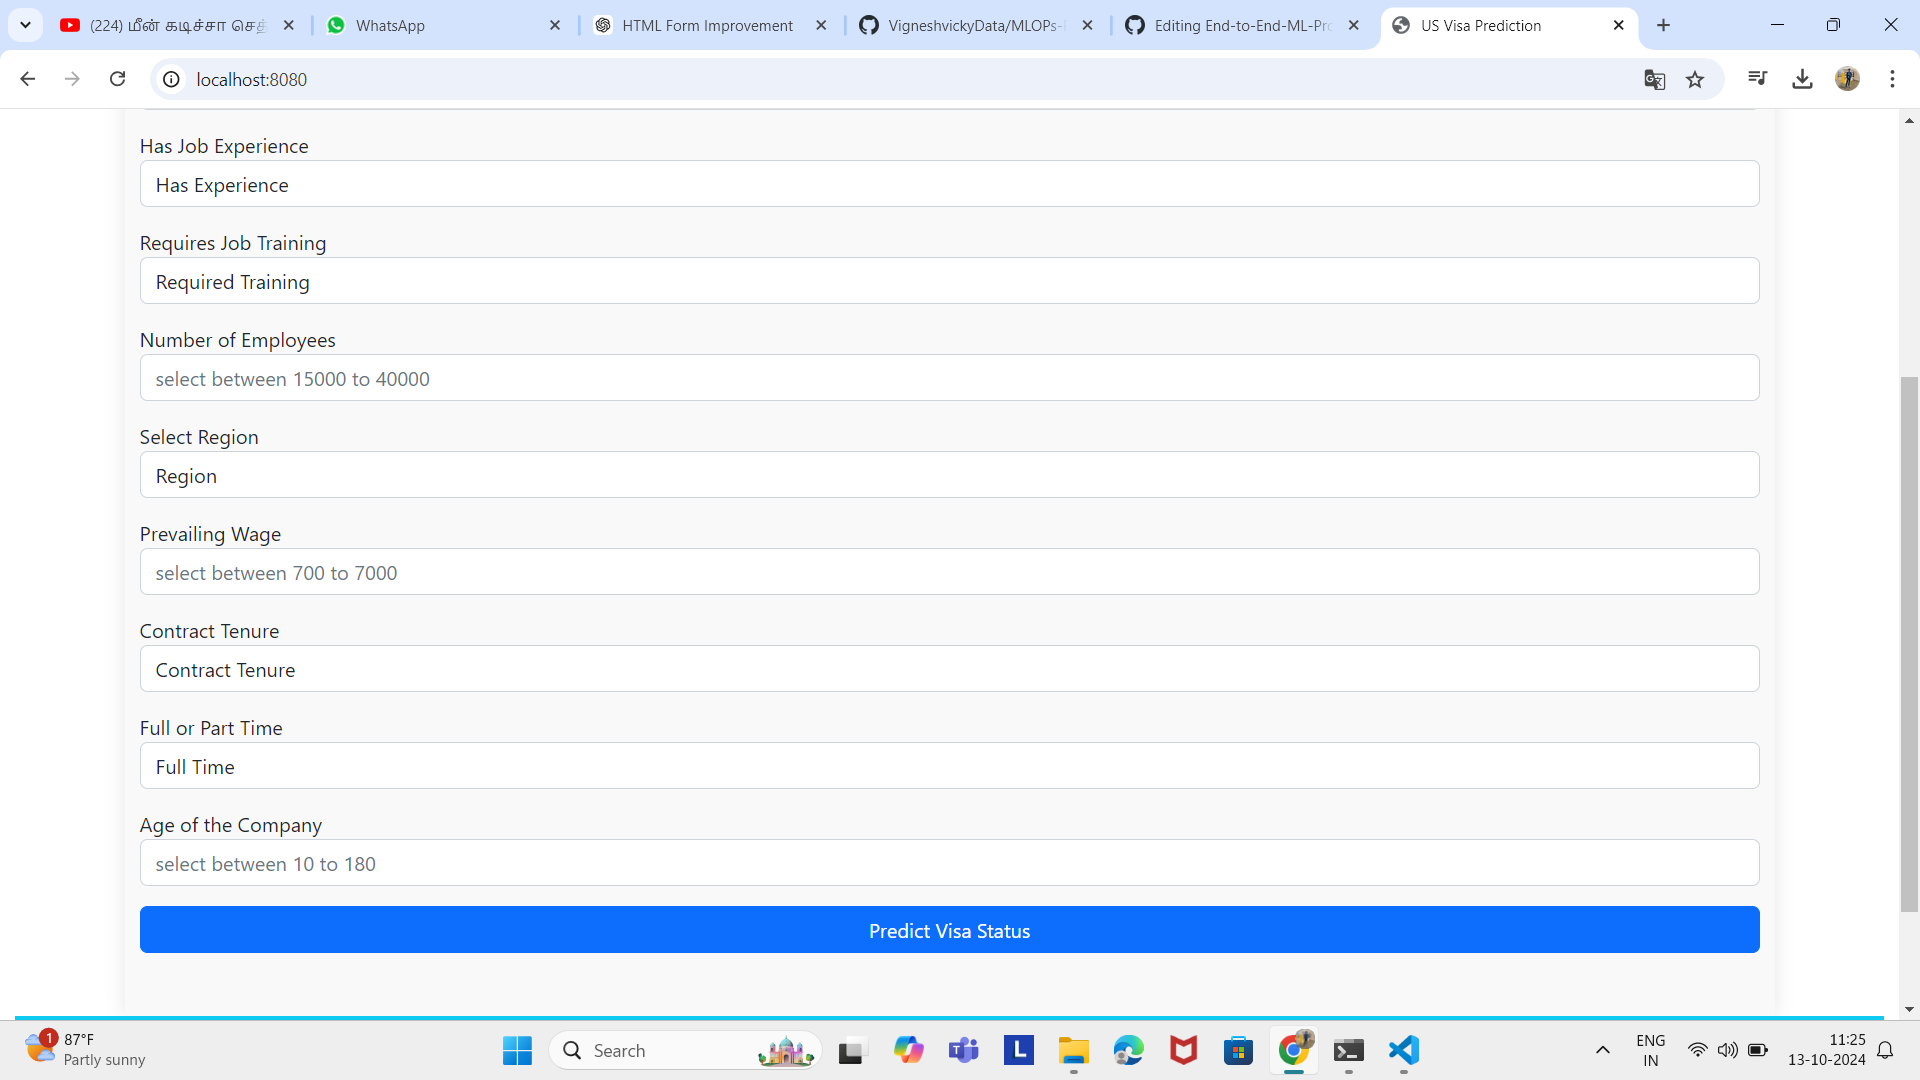 (224) மீன் கடிச்சா செத்
WhatsApp
HTML Form Improvement
VigneshvickyData/MLOPs-
Editing End-to-End-ML-Pro
US Visa Prediction
localhost:8080
Has Job Experience
Has Experience
Requires Job Training
Required Training
Number of Employees
select between 15000 to 40000
Select Region
Region
Prevailing Wage
select between 700 to 7000
Contract Tenure
Contract Tenure
Full or Part Time
Full Time
Age of the Company
select between 10 to 180
Predict Visa Status
1
87°F
Partly sunny
Search
L
ENG
IN
11:25
13-10-2024